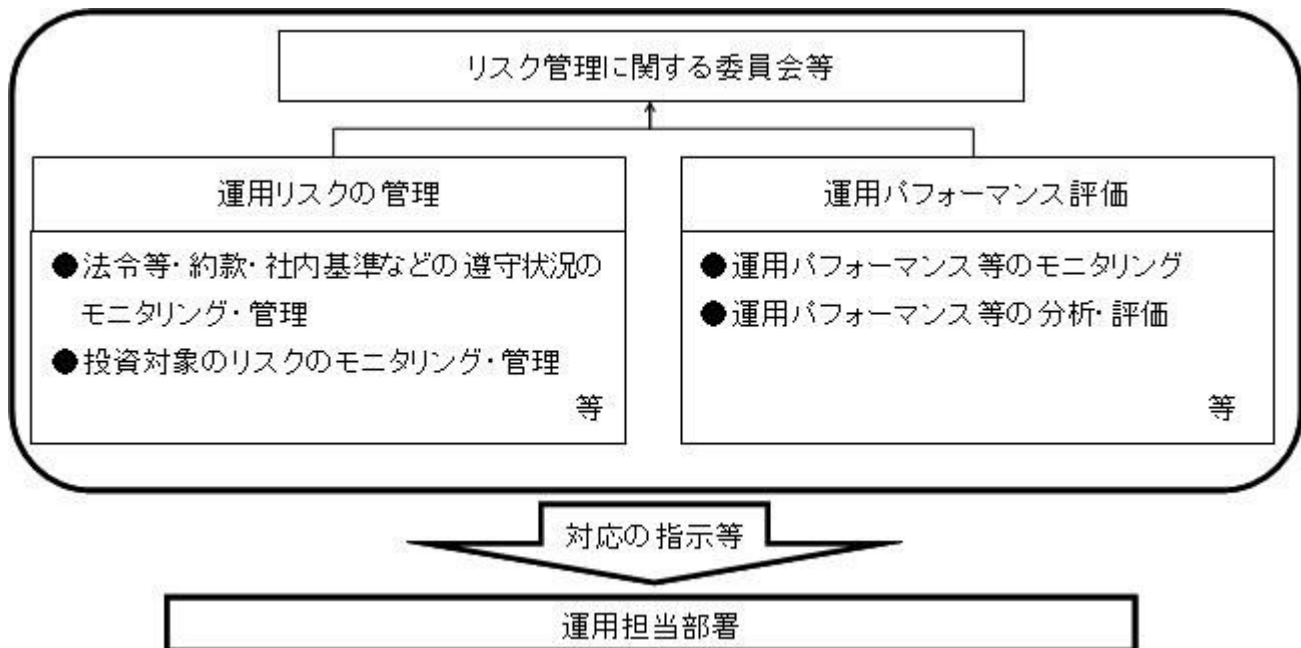 リスク管理に関する委員会等
運用リスクの管理
●法令等・約款・社内基準などの遵守状況の
モニタリング・管理
●投資対象のリスクのモニタリング・管理
等
運用パフォーマンス評価
●運用パフォーマンス等のモニタリング
●運用パフォーマンス等の分析・評価
等
対応の指示等
運用担当部署